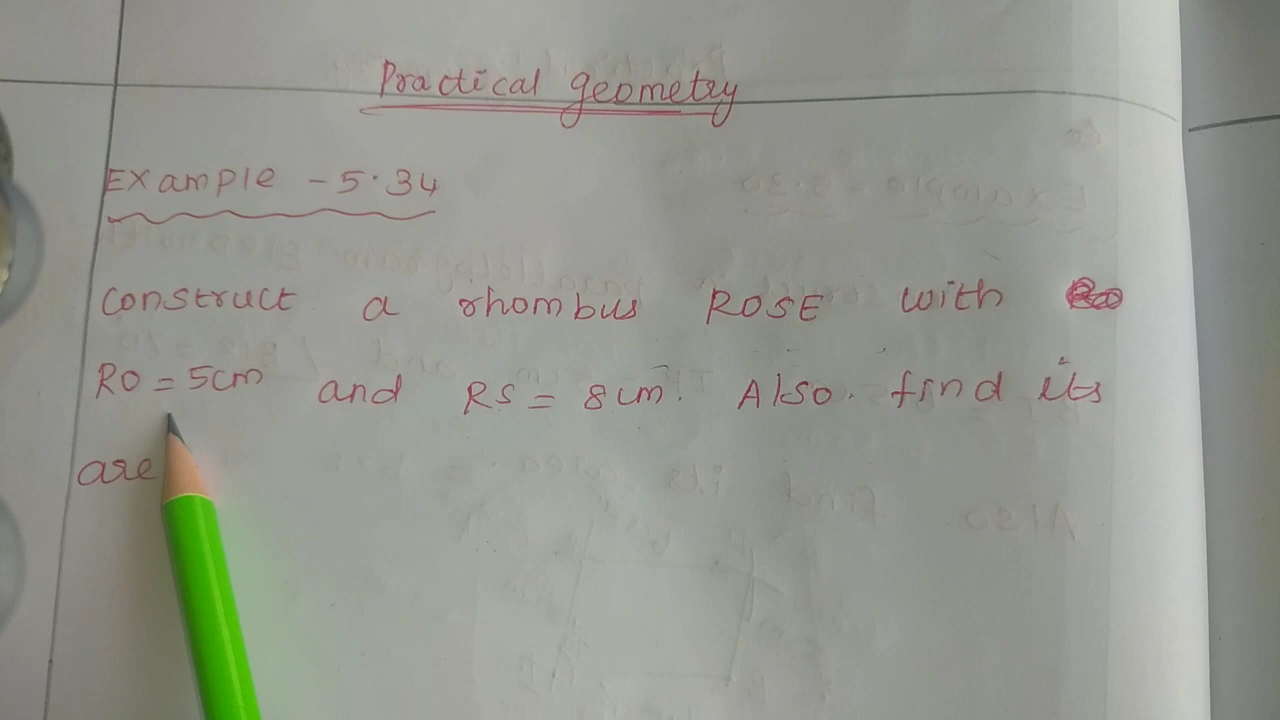 Practical geometry
Example - 5.34
construct a rhombus ROSE with
RO = 5cm and RS = 8cm. Also. find its
are